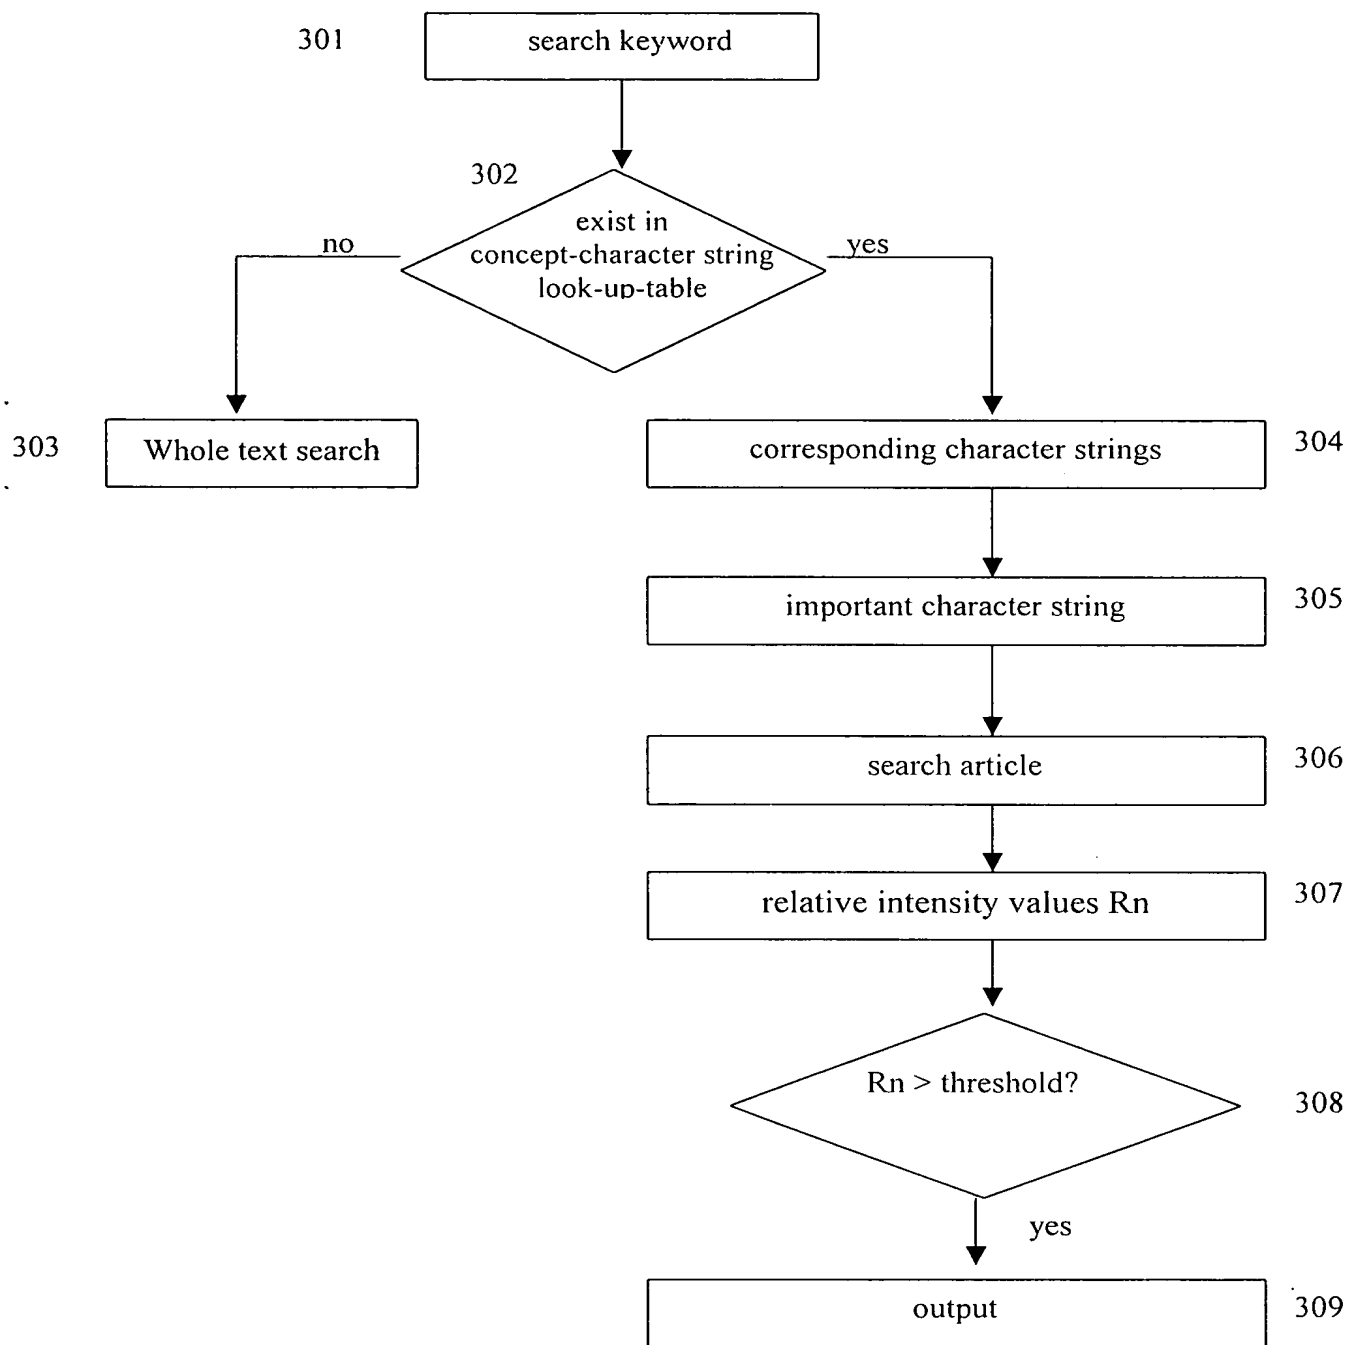 301
search keyword
302
exist in
concept-character string
look-up-table
no
yes
303
Whole text search
corresponding character strings
304
important character string
305
search article
306
relative intensity values Rn
307
Rn > threshold?
308
yes
output
309